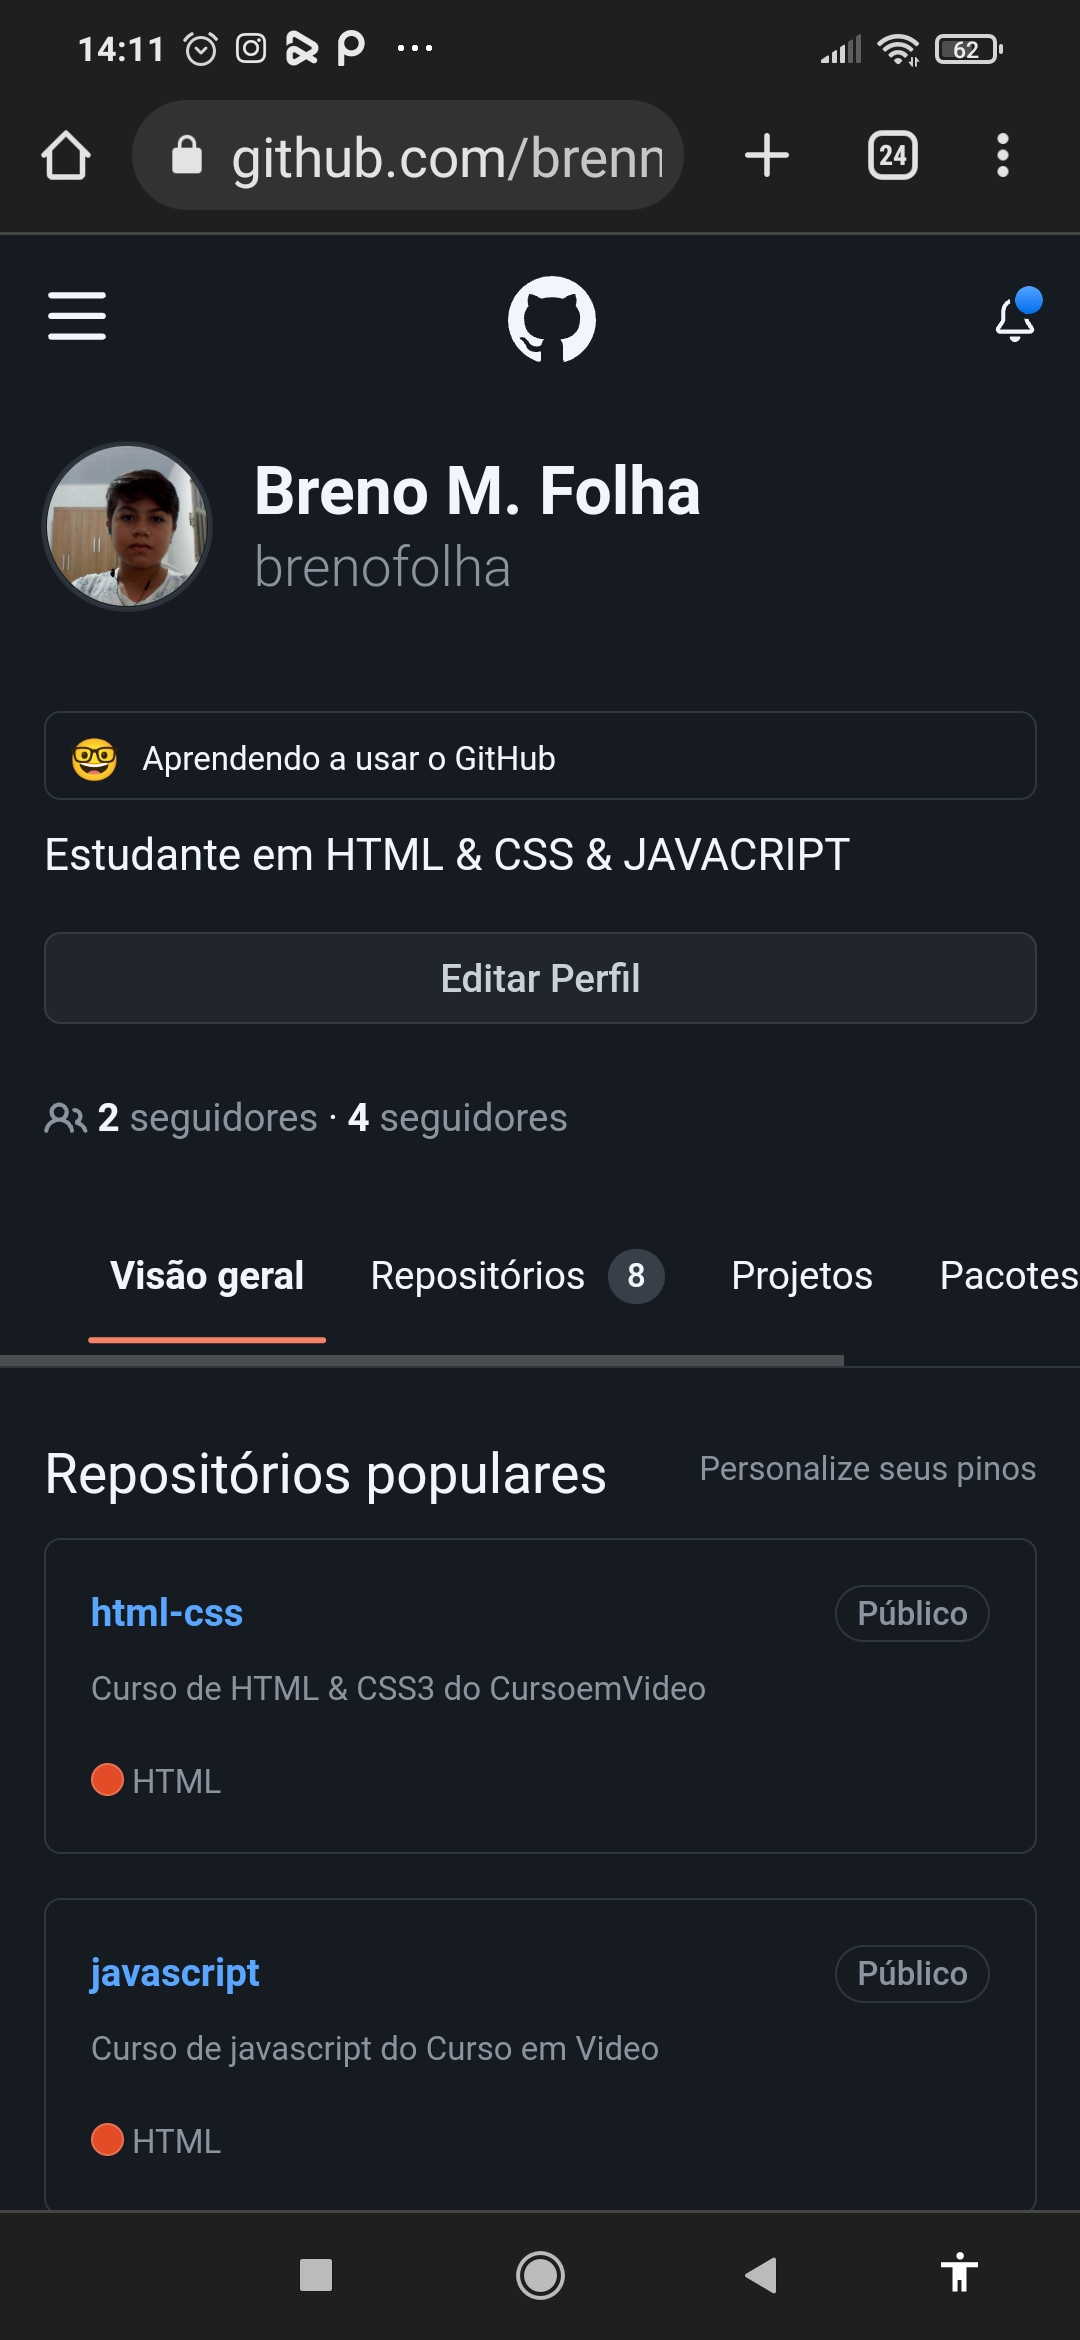 14:11
62
github.com/brenn
24
Breno M. Folha
brenofolha
Aprendendo a usar o GitHub
Estudante em HTML & CSS & JAVACRIPT
Editar Perfil
2 seguidores · 4 seguidores
Visão geral Repositórios 8 Projetos Pacotes
Repositórios populares Personalize seus pinos
html-css Público
Curso de HTML & CSS3 do CursoemVideo
HTML
javascript Público
Curso de javascript do Curso em Video
HTML